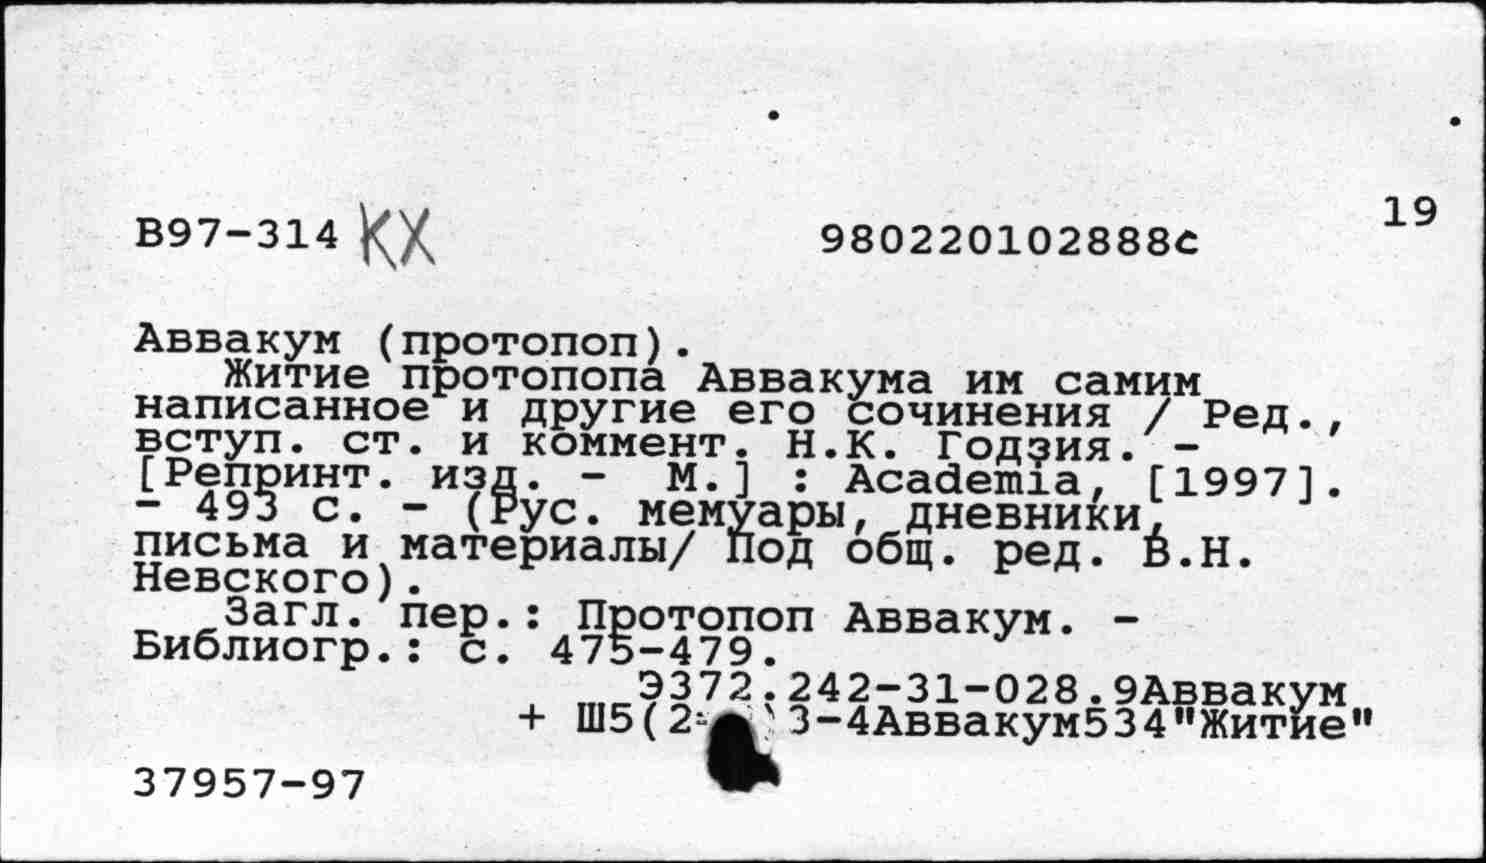 19
В97-314 КХ 980220102888с
Аввакум (протопоп).
Житие протопопа Аввакума им самим
написанное и другие его сочинения / Ред.,
вступ. ст. и коммент. Н.К. Годзия. -
[Репринт. изд. - М.] : Academia, [1997].
- 493 с. - (Рус. мемуары, дневники,
письма и материалы/ Под общ. ред. В.Н.
Невского).
Загл. пер.: Протопоп Аввакум. -
Библиогр.: с. 475-479.
Э372.242-31-028.9Аввакум
+ Ш5(2 3-4Аввакум534"Житие"
37957-97